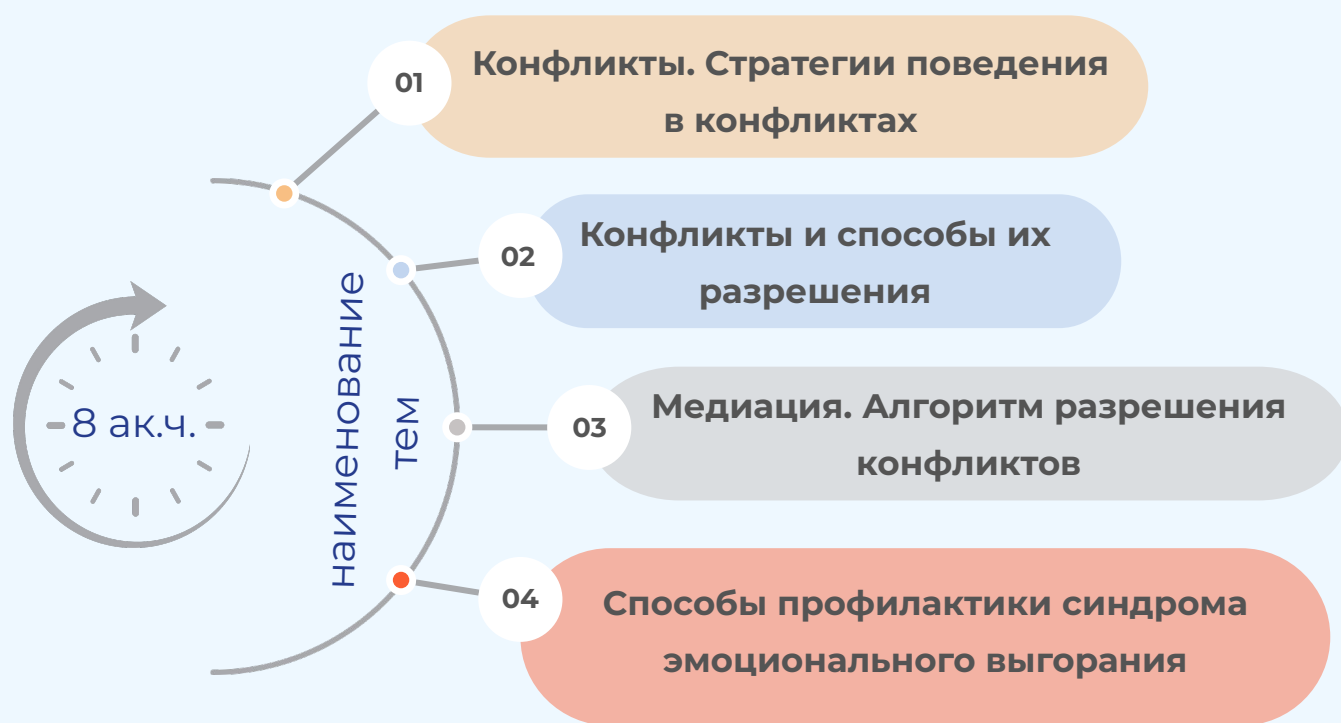 01
Конфликты. Стратегии поведения
в конфликтах
02
Конфликты и способы их
разрешения
8 ак.ч.
наименование
тем
03
Медиация. Алгоритм разрешения
конфликтов
04
Способы профилактики синдрома
эмоционального выгорания